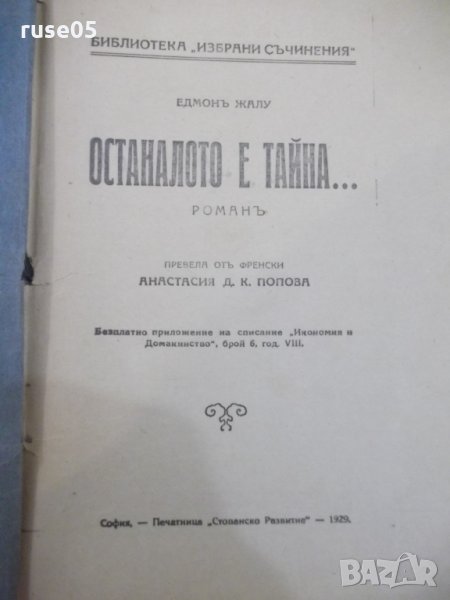 ruse05
БИБЛИОТЕКА „ИЗБРАНИ СЪЧИНЕНИЯ“
ЕДМОНЪ ЖАЛУ
ОСТАНАЛОТО Е ТАЙНА...
РОМАНЪ
ПРЕВЕЛА ОТЪ ФРЕНСКИ
АНАСТАСИЯ Д. К. ПОПОВА
Безплатно приложение на списание „Икономия и
Домакинство“, брой 6, год. VIII.
София, — Печатница „Стопанско Развитие“ — 1929.
BAZAR